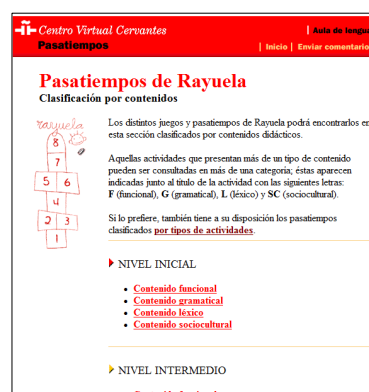 Centro Virtual Cervantes
| Aula de lengua
Pasatiempos
| Inicio | Enviar comentario
Pasatiempos de Rayuela
Clasificación por contenidos
rayuela
8
7
5 6
4
2 3
1
Los distintos juegos y pasatiempos de Rayuela podrá encontrarlos en
esta sección clasificados por contenidos didácticos.
Aquellas actividades que presentan más de un tipo de contenido
pueden ser consultadas en más de una categoría; éstas aparecen
indicadas junto al título de la actividad con las siguientes letras:
F (funcional), G (gramatical), L (léxico) y SC (sociocultural).
Si lo prefiere, también tiene a su disposición los pasatiempos
clasificados por tipos de actividades.
NIVEL INICIAL
Contenido funcional
Contenido gramatical
Contenido léxico
Contenido sociocultural
NIVEL INTERMEDIO